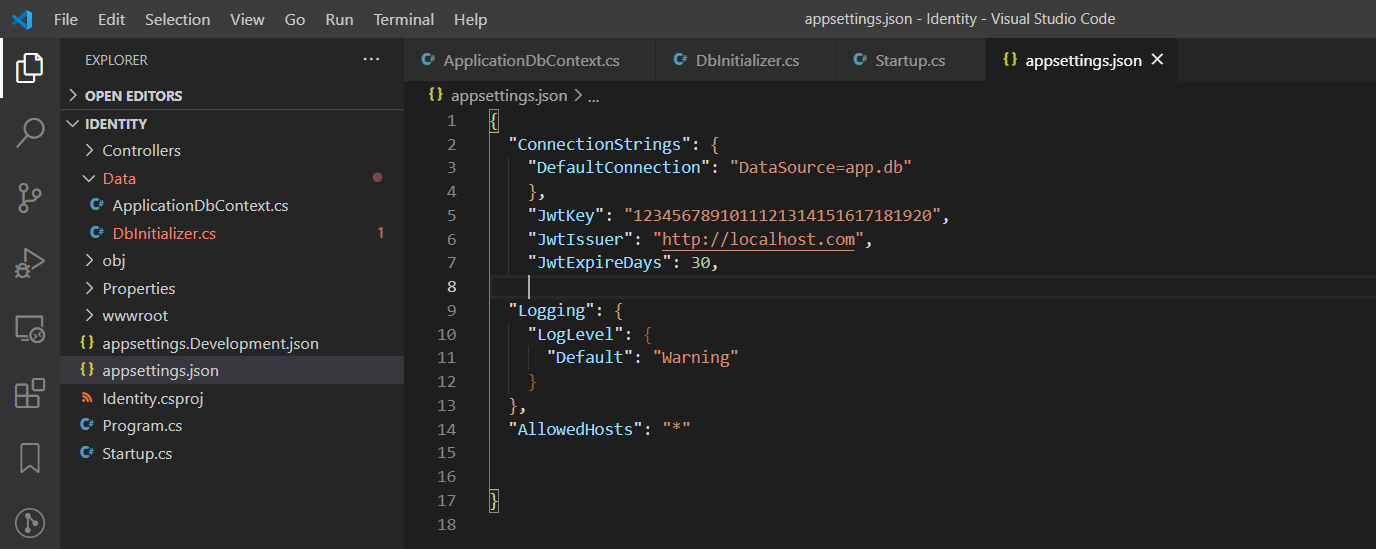 File Edit Selection View Go Run Terminal Help appsettings.json - Identity - Visual Studio Code
EXPLORER ...
OPEN EDITORS
IDENTITY
Controllers
Data
ApplicationDbContext.cs
DbInitializer.cs 1
obj
Properties
wwwroot
appsettings.Development.json
appsettings.json
Identity.csproj
Program.cs
Startup.cs
ApplicationDbContext.cs DbInitializer.cs Startup.cs {} appsettings.json ×
{} appsettings.json > ...
1 {
2 "ConnectionStrings": {
3 "DefaultConnection": "DataSource=app.db"
4 },
5 "JwtKey": "1234567891011121314151617181920",
6 "JwtIssuer": "http://localhost.com",
7 "JwtExpireDays": 30,
8
9 "Logging": {
10 "LogLevel": {
11 "Default": "Warning"
12 }
13 },
14 "AllowedHosts": "*"
15
16
17 }
18